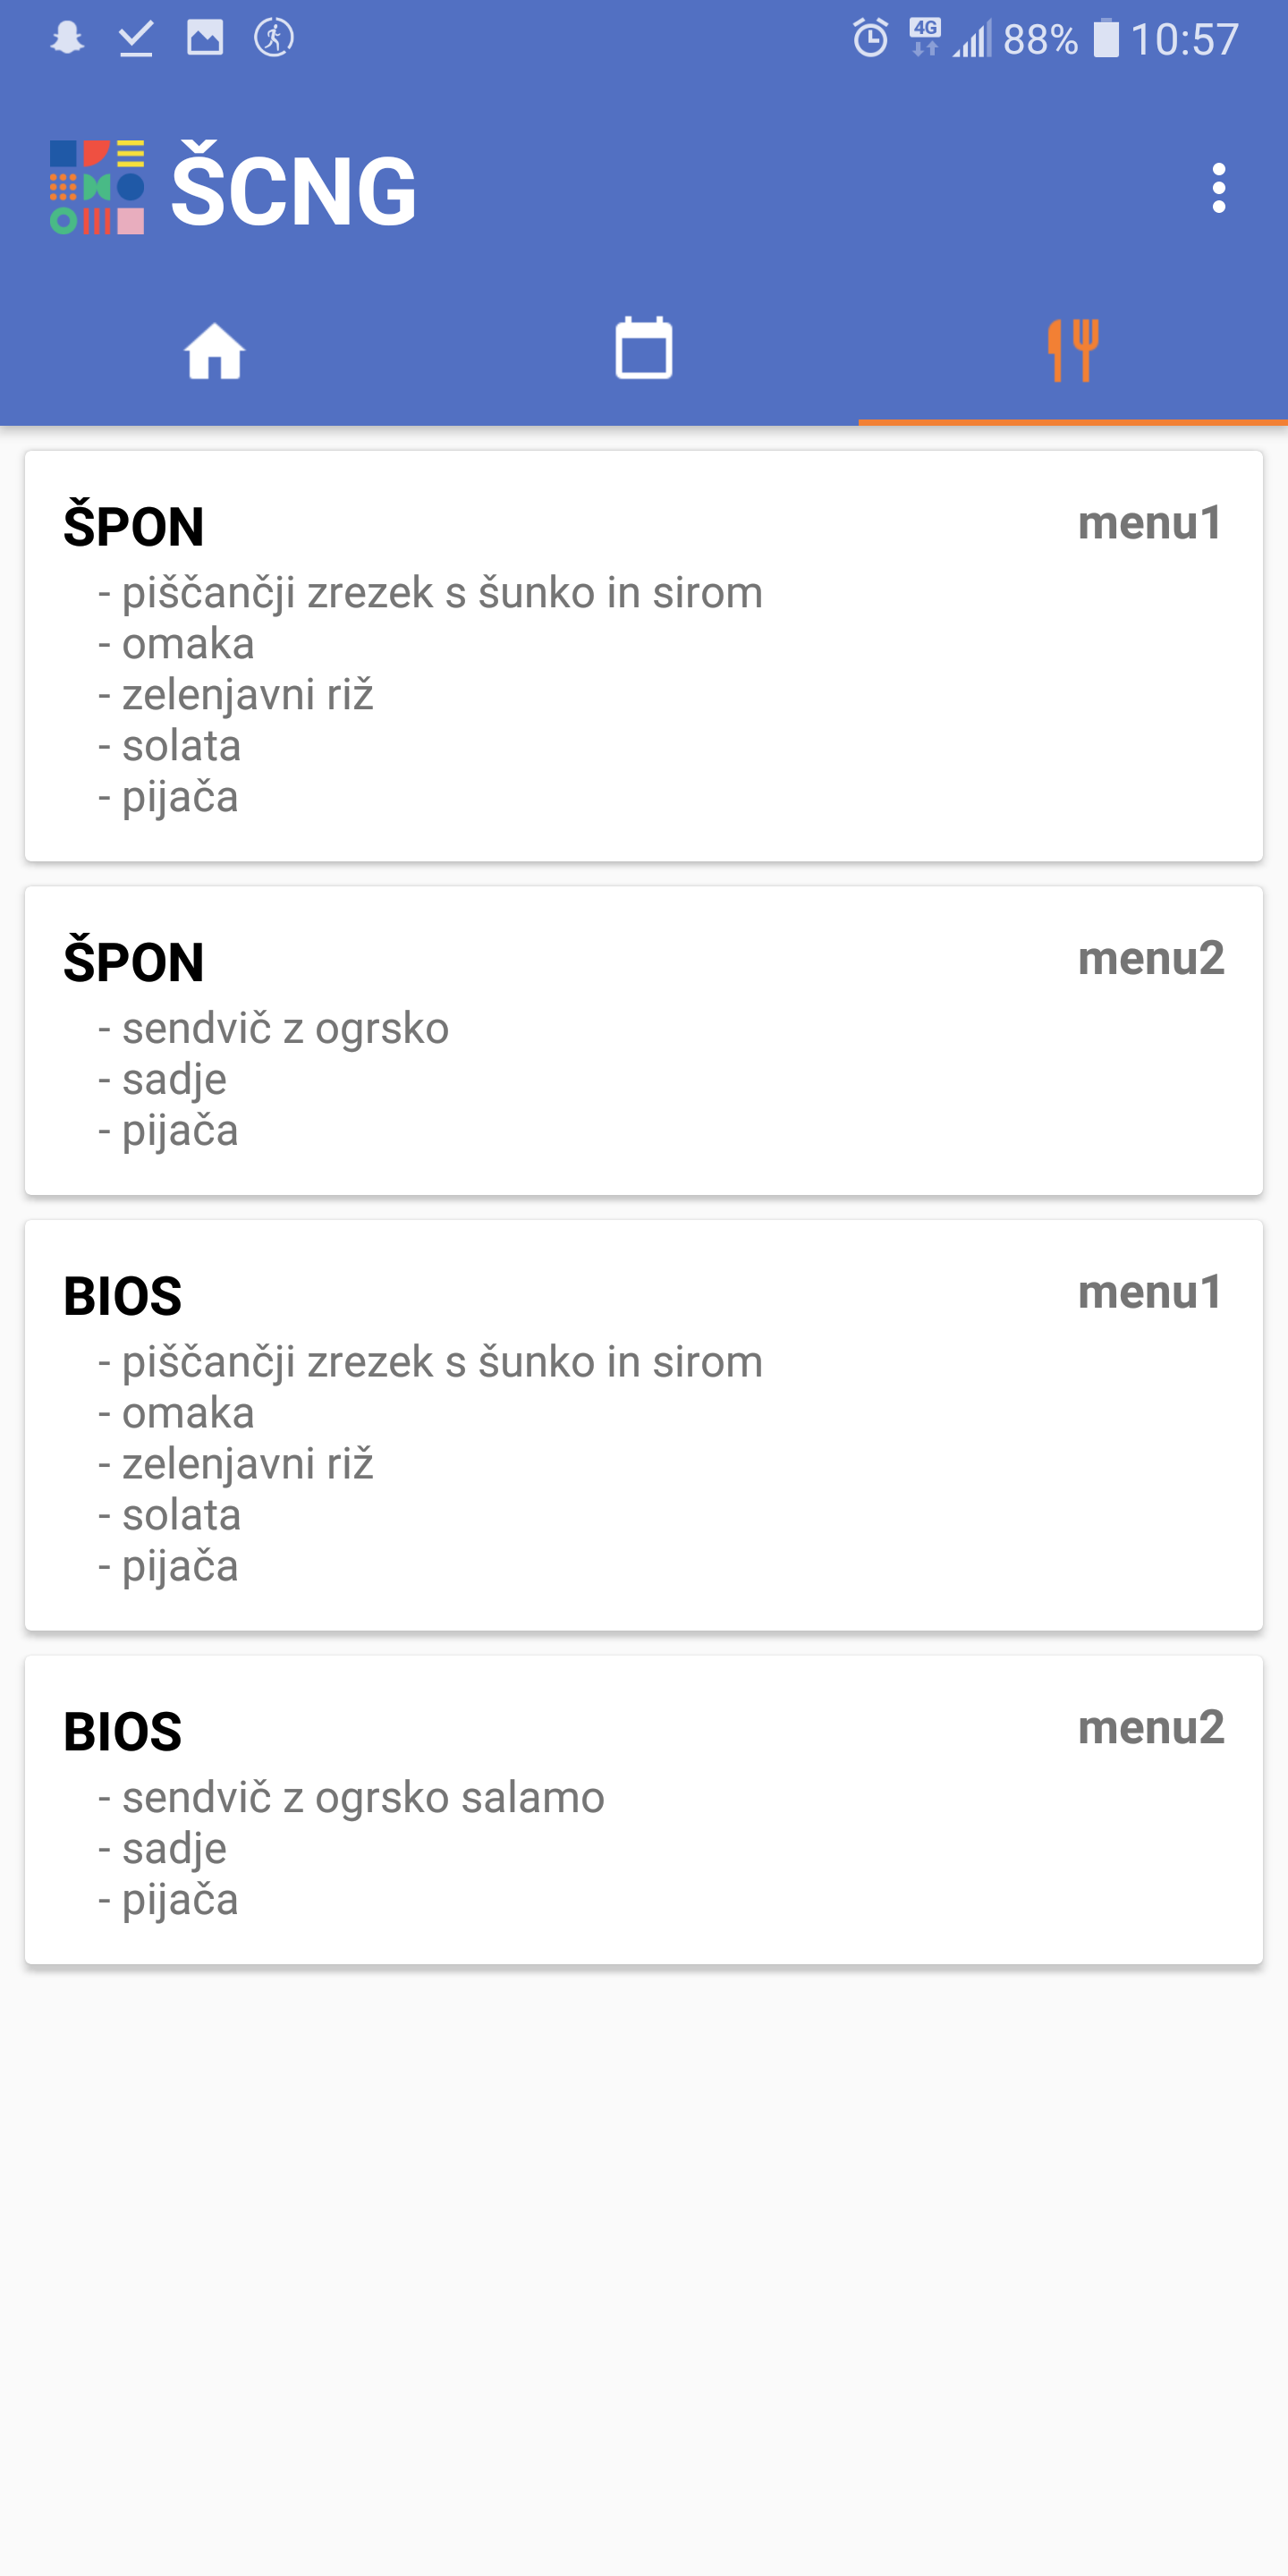 4G 88% 10:57
ŠCNG
ŠPON menu1
- piščančji zrezek s šunko in sirom
- omaka
- zelenjavni riž
- solata
- pijača
ŠPON menu2
- sendvič z ogrsko
- sadje
- pijača
BIOS menu1
- piščančji zrezek s šunko in sirom
- omaka
- zelenjavni riž
- solata
- pijača
BIOS menu2
- sendvič z ogrsko salamo
- sadje
- pijača